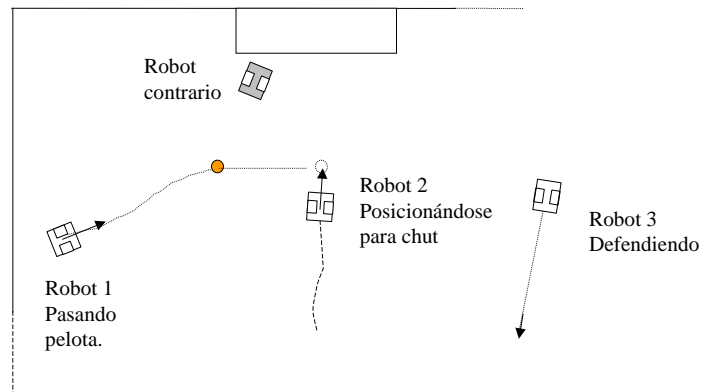 Robot
contrario
Robot 2
Posicionándose
para chut
Robot 3
Defendiendo
Robot 1
Pasando
pelota.